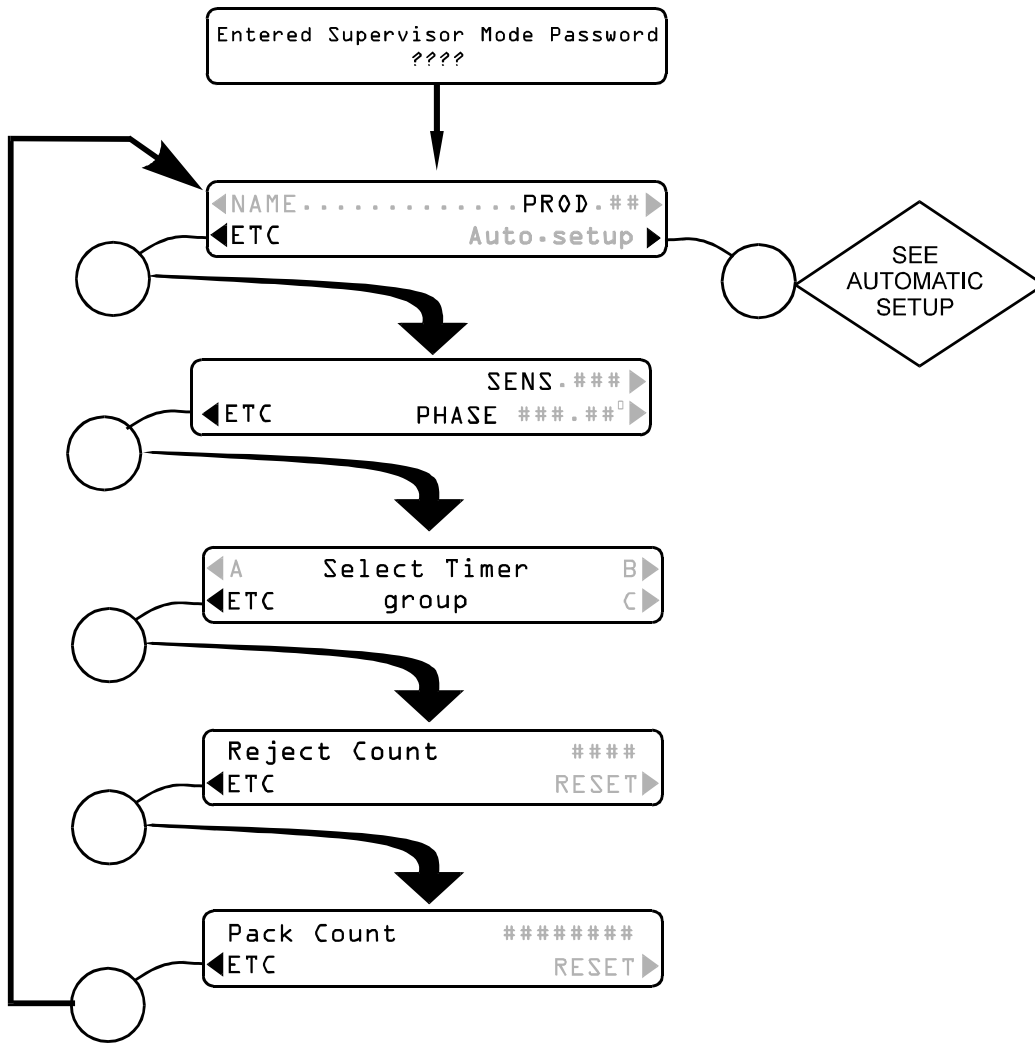 Entered Supervisor Mode Password
????
NAME.............PROD.##
ETC Auto.setup
SEE
AUTOMATIC
SETUP
SENS.###
ETC PHASE ###.##▯
A Select Timer B
ETC group C
Reject Count ####
ETC RESET
Pack Count ########
ETC RESET